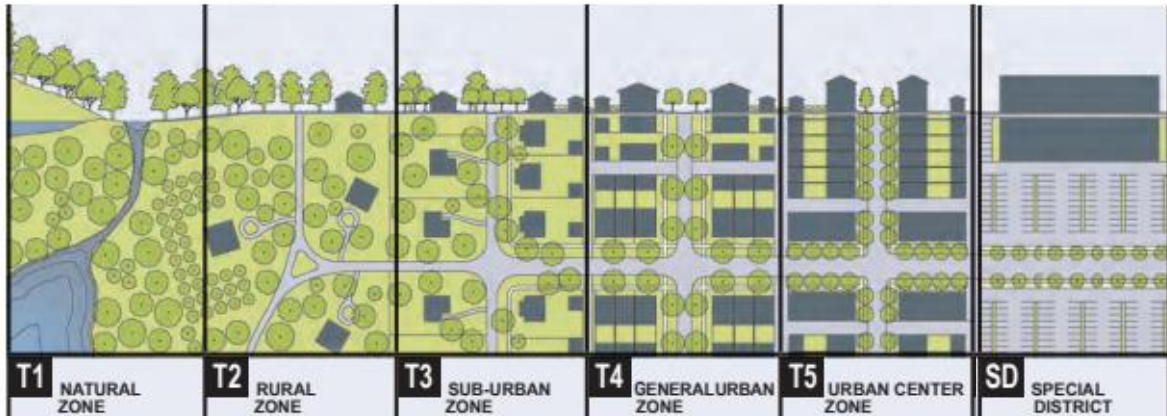 T1 NATURAL
ZONE
T2 RURAL
ZONE
T3 SUB-URBAN
ZONE
T4 GENERALURBAN
ZONE
T5 URBAN CENTER
ZONE
SD SPECIAL
DISTRICT